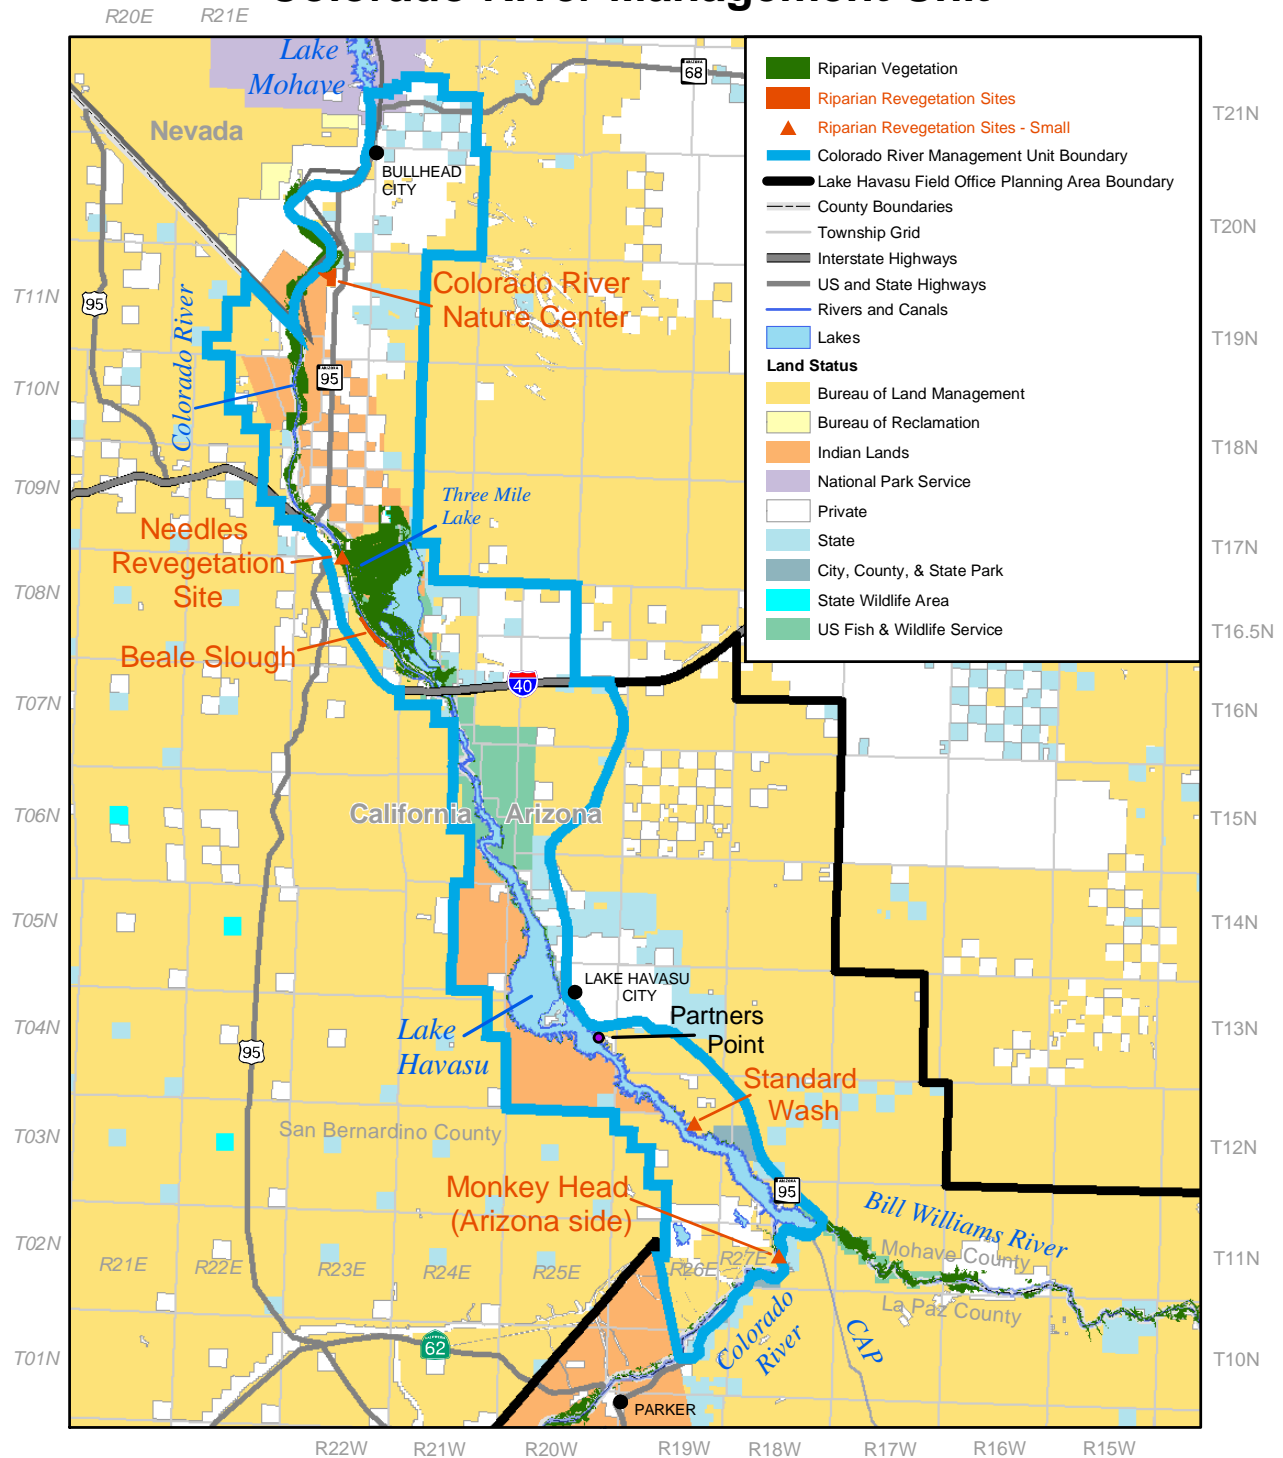 R20E
R21E
Lake
Mohave
68
Nevada
BULLHEAD
CITY
Riparian Vegetation
Riparian Revegetation Sites
Riparian Revegetation Sites - Small
Colorado River Management Unit Boundary
Lake Havasu Field Office Planning Area Boundary
County Boundaries
Township Grid
Interstate Highways
US and State Highways
Rivers and Canals
Lakes
Land Status
Bureau of Land Management
Bureau of Reclamation
Indian Lands
National Park Service
Private
State
City, County, & State Park
State Wildlife Area
US Fish & Wildlife Service
T21N
T20N
T19N
T18N
T17N
T16.5N
T16N
T15N
T14N
T13N
T12N
T11N
T10N
T11N
T10N
T09N
T08N
T07N
T06N
T05N
T04N
T03N
T02N
T01N
95
Colorado River
Colorado River
Nature Center
95
Three Mile
Lake
Needles
Revegetation
Site
Beale Slough
40
California
Arizona
LAKE HAVASU
CITY
Partners
Point
Lake
Havasu
95
Standard
Wash
San Bernardino County
Monkey Head
(Arizona side)
95
Bill Williams River
Mohave County
La Paz County
R21E
R22E
R23E
R24E
R25E
R26E
R27E
Colorado
River
CAP
62
PARKER
R22W
R21W
R20W
R19W
R18W
R17W
R16W
R15W